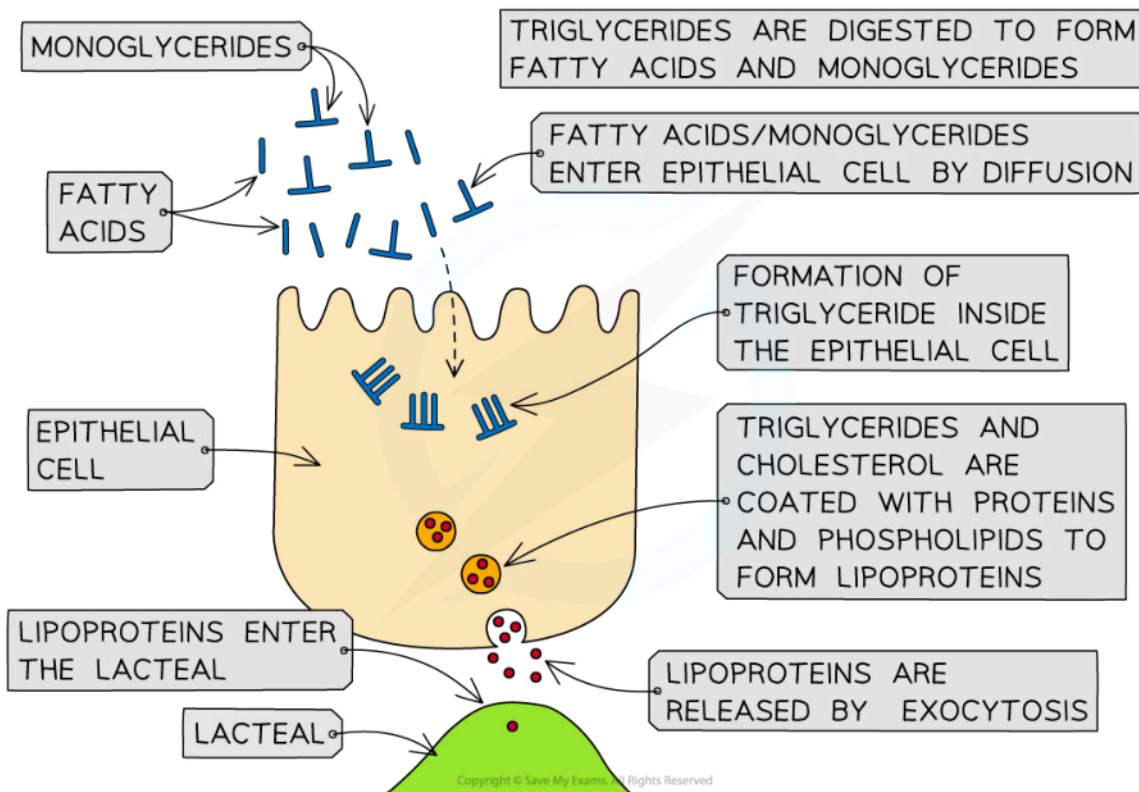 MONOGLYCERIDES
TRIGLYCERIDES ARE DIGESTED TO FORM
FATTY ACIDS AND MONOGLYCERIDES
FATTY ACIDS/MONOGLYCERIDES
ENTER EPITHELIAL CELL BY DIFFUSION
FATTY
ACIDS
FORMATION OF
TRIGLYCERIDE INSIDE
THE EPITHELIAL CELL
EPITHELIAL
CELL
TRIGLYCERIDES AND
CHOLESTEROL ARE
COATED WITH PROTEINS
AND PHOSPHOLIPIDS TO
FORM LIPOPROTEINS
LIPOPROTEINS ENTER
THE LACTEAL
LIPOPROTEINS ARE
RELEASED BY EXOCYTOSIS
LACTEAL
Copyright © Save My Exams. All Rights Reserved